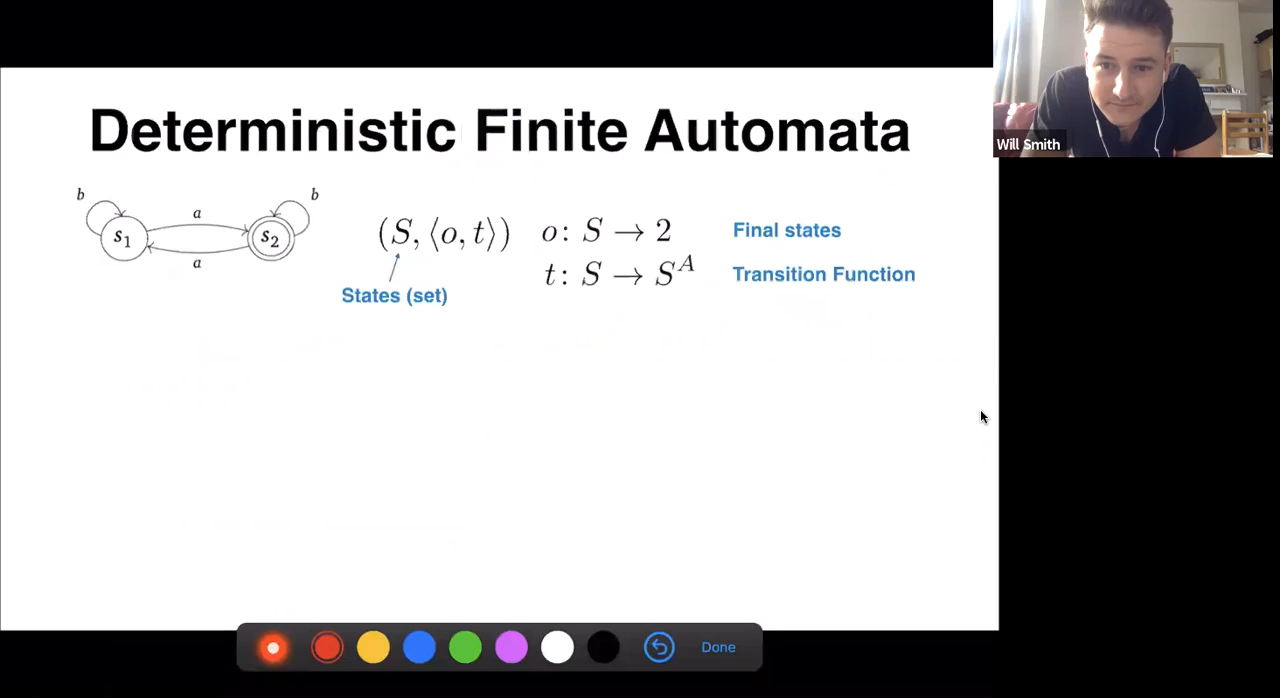 Will Smith
Deterministic Finite Automata
b a b
s₁ s₂
a
(S, ⟨o, t⟩) o: S → 2 Final states
t: S → S^A Transition Function
States (set)
Done